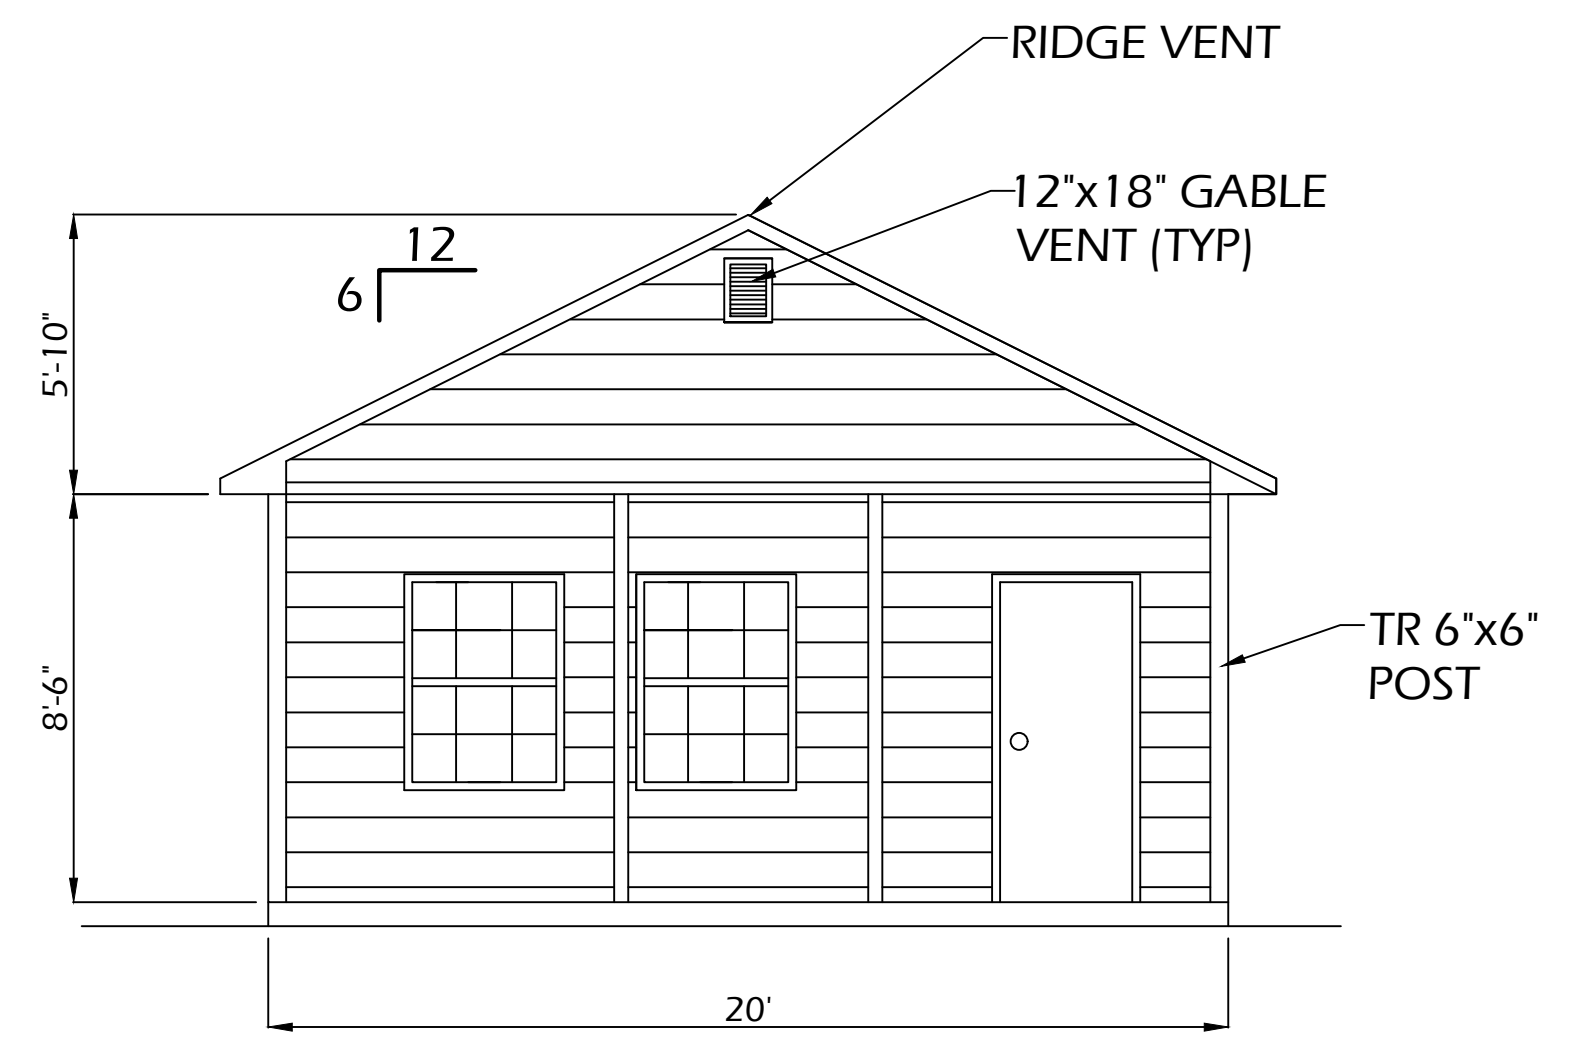 RIDGE VENT
12"x18" GABLE
VENT (TYP)
12
6
5'-10"
8'-6"
TR 6"x6"
POST
20'